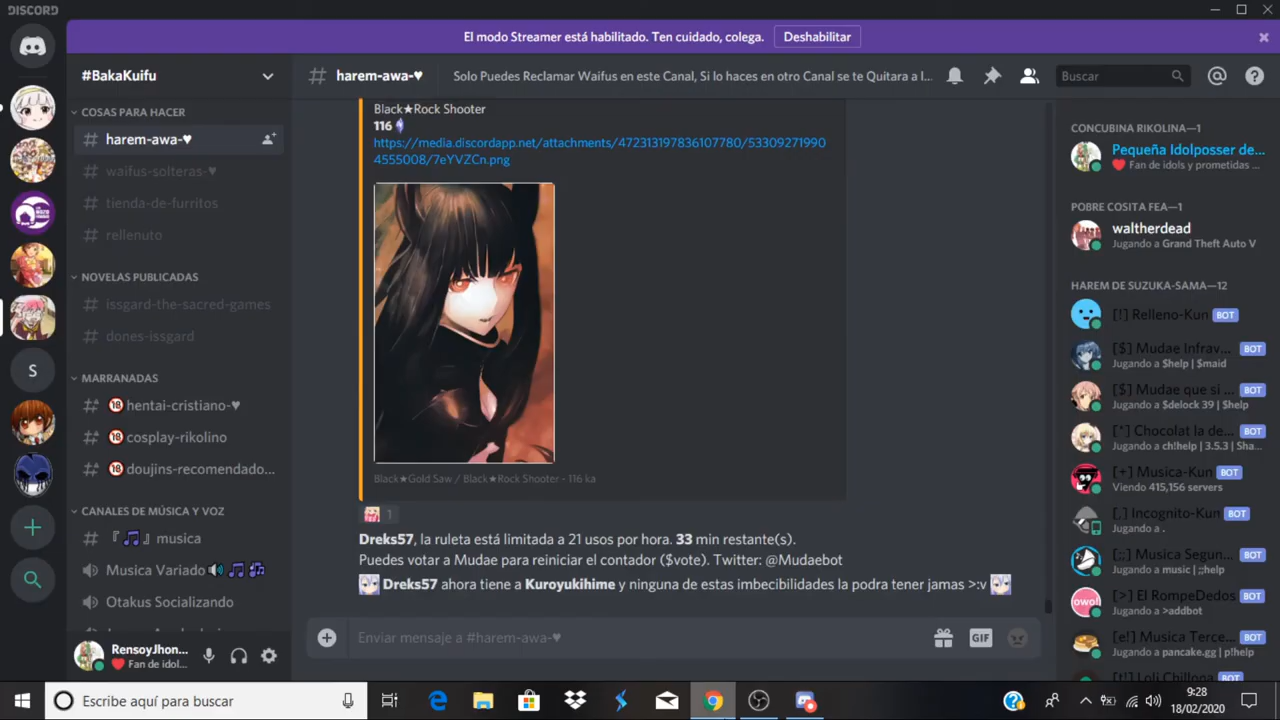 DISCORD
El modo Streamer está habilitado. Ten cuidado, colega.
Deshabilitar
#BakaKuifu
harem-awa-♥
Solo Puedes Reclamar Waifus en este Canal, Si lo haces en otro Canal se te Quitara a l...
Buscar
COSAS PARA HACER
harem-awa-♥
waifus-solteras-♥
tienda-de-furritos
rellenuto
NOVELAS PUBLICADAS
issgard-the-sacred-games
dones-issgard
MARRANADAS
hentai-cristiano-♥
cosplay-rikolino
doujins-recomendado...
CANALES DE MÚSICA Y VOZ
『🎵』musica
Musica Variado🔊🎵🎶
Otakus Socializando
S
RensoyJhon...
❤️ Fan de idol...
Black★Rock Shooter
116
https://media.discordapp.net/attachments/472313197836107780/53309271990
4555008/7eYVZCn.png
Black★Gold Saw / Black★Rock Shooter - 116 ka
1
Dreks57, la ruleta está limitada a 21 usos por hora. 33 min restante(s).
Puedes votar a Mudae para reiniciar el contador ($vote). Twitter: @Mudaebot
Dreks57 ahora tiene a Kuroyukihime y ninguna de estas imbecibilidades la podra tener jamas >:v
Enviar mensaje a #harem-awa-♥
GIF
CONCUBINA RIKOLINA—1
Pequeña Idolposser de...
❤️ Fan de idols y prometidas ...
POBRE COSITA FEA—1
waltherdead
Jugando a Grand Theft Auto V
HAREM DE SUZUKA-SAMA—12
[!] Relleno-Kun BOT
[$] Mudae Infrav... BOT
Jugando a $help | $maid
[$] Mudae que si ... BOT
Jugando a $delock 39 | $help
[*] Chocolat la de... BOT
Jugando a ch!help | 3.5.3 | Sha...
[+] Musica-Kun BOT
Viendo 415,156 servers
[,] Incognito-Kun BOT
Jugando a .
[;;] Musica Segun... BOT
Jugando a music | ;;help
[>] El RompeDedos BOT
Jugando a >addbot
owol
[e!] Musica Terce... BOT
Jugando a pancake.gg | p!help
[t!] Loli Chillona BOT
Escribe aquí para buscar
9:28
18/02/2020